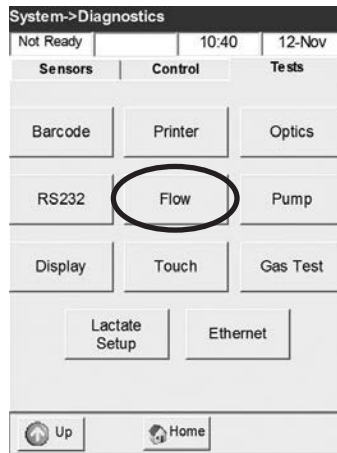 System->Diagnostics
Not Ready 10:40 12-Nov
Sensors Control Tests
Barcode Printer Optics
RS232 Flow Pump
Display Touch Gas Test
Lactate Setup Ethernet
Up Home